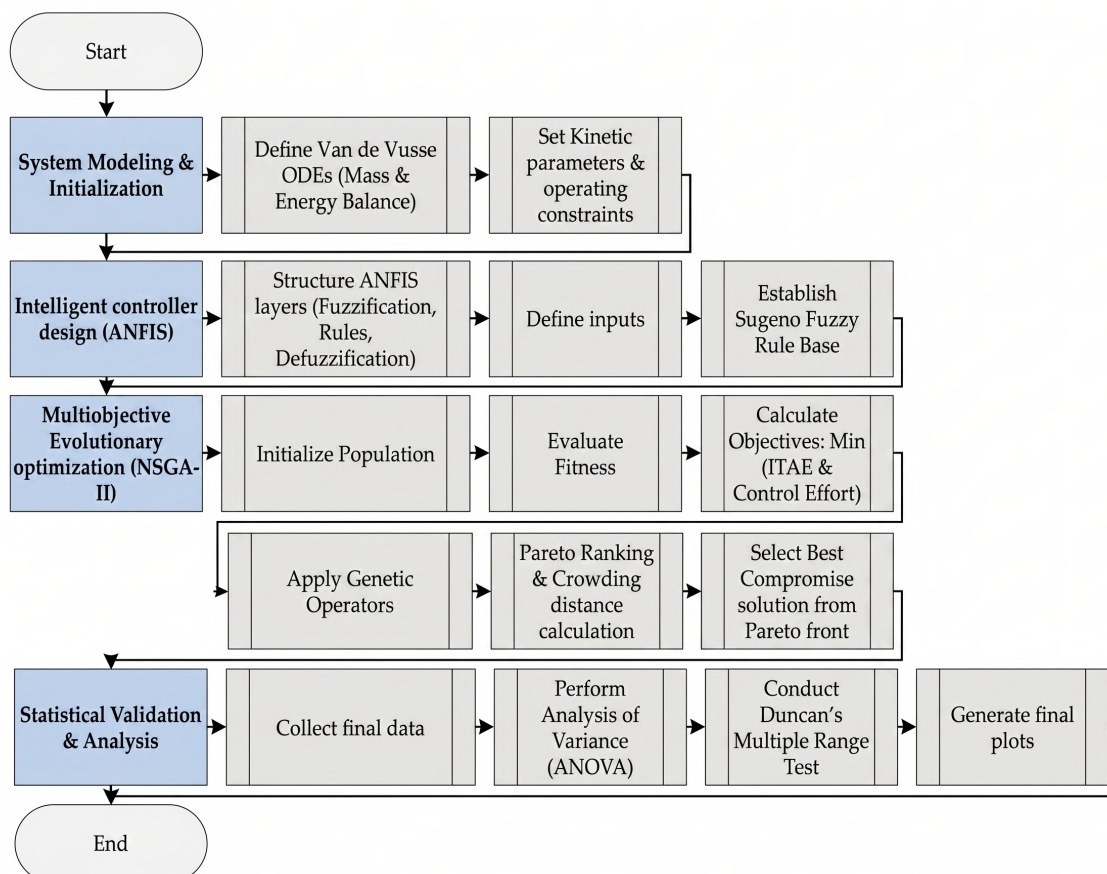 Start
System Modeling &
Initialization
Define Van de Vusse
ODEs (Mass &
Energy Balance)
Set Kinetic
parameters &
operating
constraints
Intelligent controller
design (ANFIS)
Structure ANFIS
layers (Fuzzification,
Rules,
Defuzzification)
Define inputs
Establish
Sugeno Fuzzy
Rule Base
Multiobjective
Evolutionary
optimization (NSGA-
II)
Initialize Population
Evaluate
Fitness
Calculate
Objectives: Min
(ITAE &
Control Effort)
Apply Genetic
Operators
Pareto Ranking
& Crowding
distance
calculation
Select Best
Compromise
solution from
Pareto front
Statistical Validation
& Analysis
Collect final data
Perform
Analysis of
Variance
(ANOVA)
Conduct
Duncan's
Multiple Range
Test
Generate final
plots
End